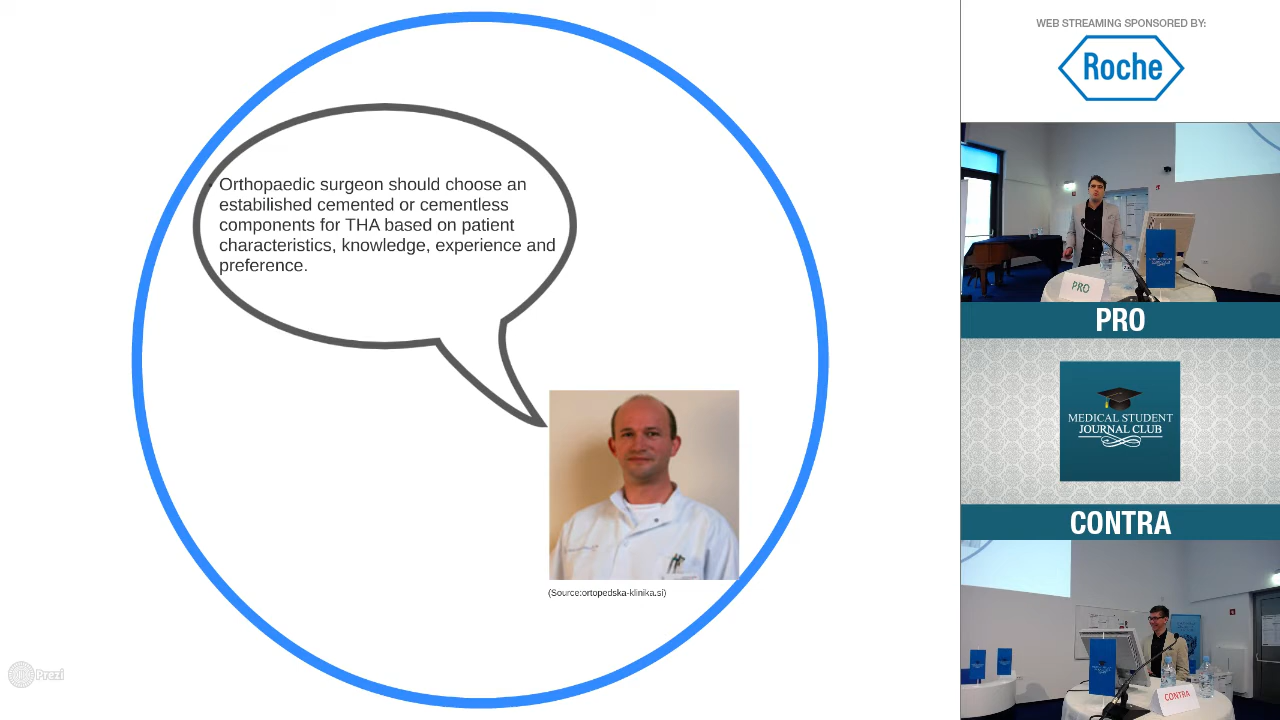 Orthopaedic surgeon should choose an
estabilished cemented or cementless
components for THA based on patient
characteristics, knowledge, experience and
preference.
(Source:ortopedska-klinika.si)
Prezi
WEB STREAMING SPONSORED BY:
Roche
PRO
PRO
MEDICAL STUDENT
JOURNAL CLUB
CONTRA
CONTRA